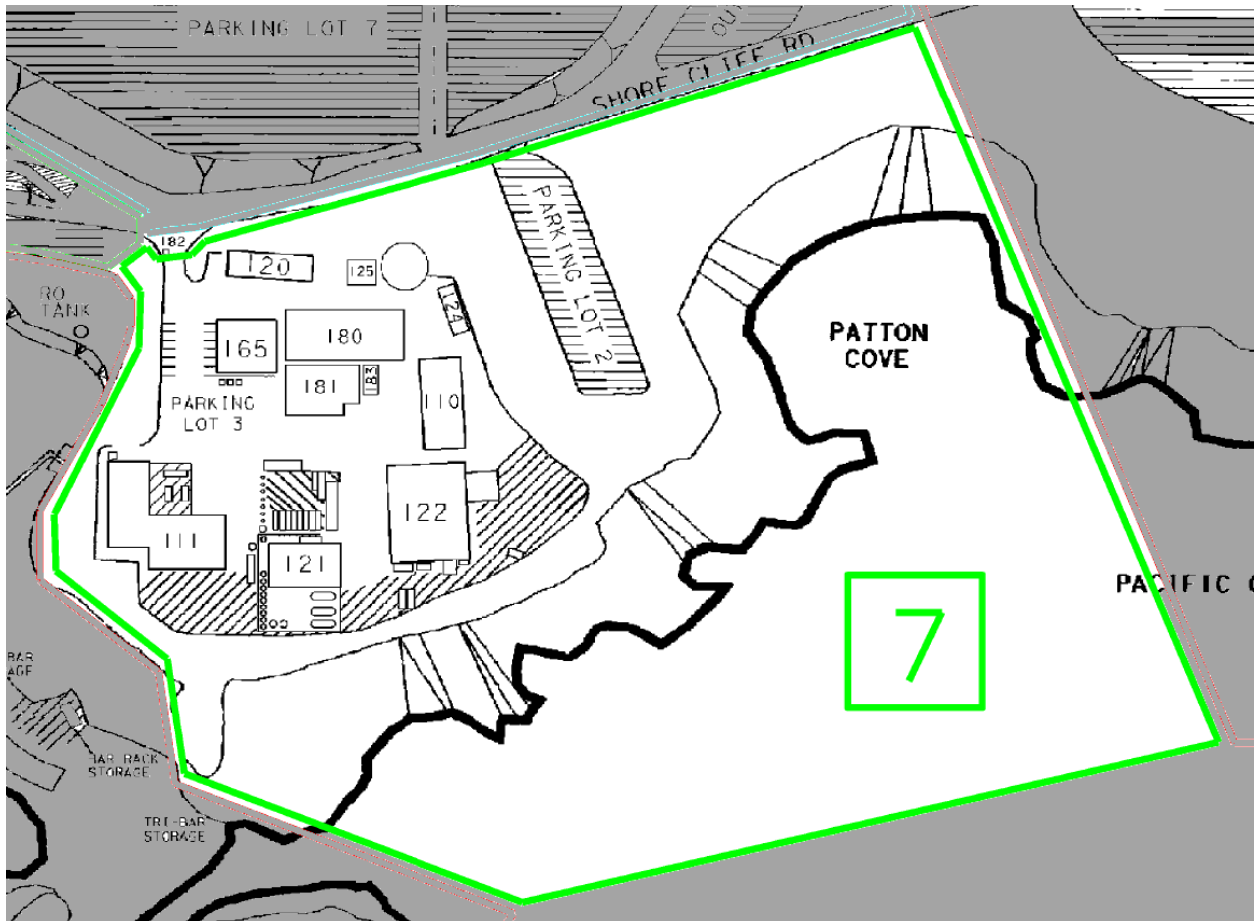 PARKING LOT 7
OUT
SHORE CLIFF RD
182
120
125
PARKING LOT 2
RO
TANK
124
165
180
PATTON
COVE
181
183
110
PARKING
LOT 3
122
111
121
PACIFIC
7
BAR RACK
STORAGE
TRI-BAR
STORAGE